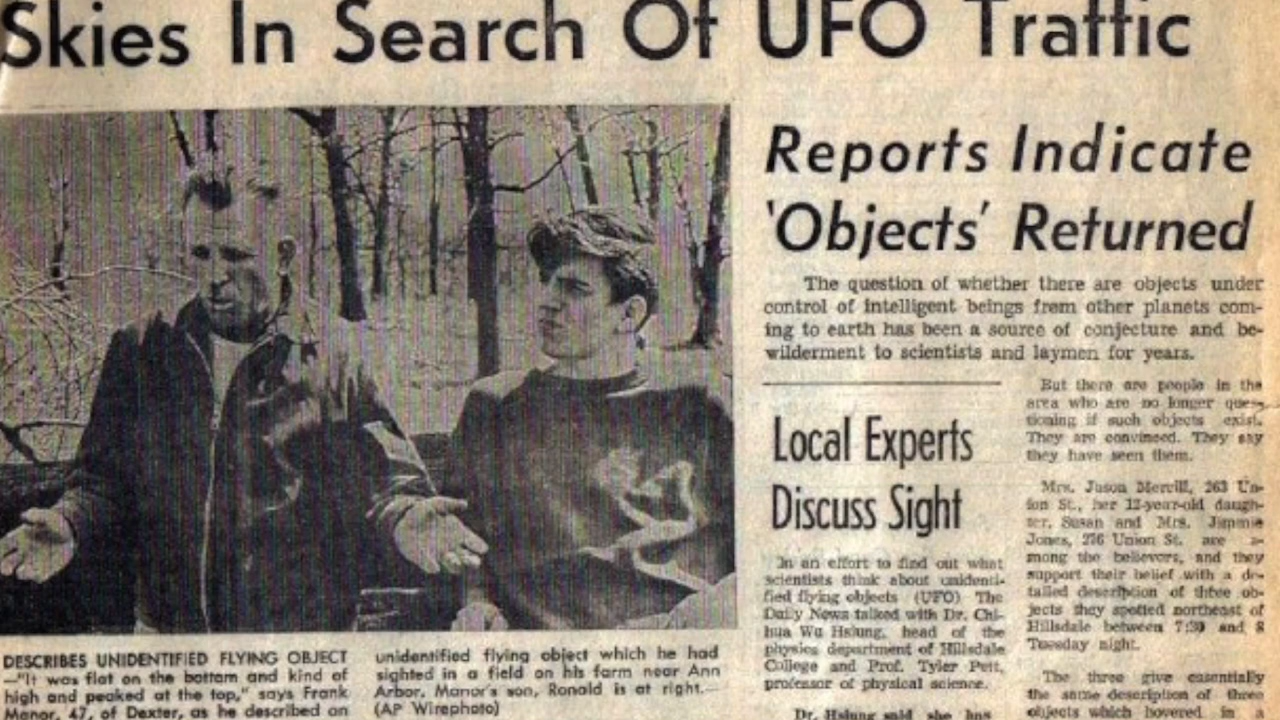 Skies In Search Of UFO Traffic
Reports Indicate
'Objects' Returned
The question of whether there are objects under
control of intelligent beings from other planets com-
ing to earth has been a source of conjecture and be-
wilderment to scientists and laymen for years.
Local Experts
Discuss Sight
In an effort to find out what
scientists think about unidenti-
fied flying objects (UFO) The
Daily News talked with Dr. Chi-
hua Wu Hsiung, head of the
physics department of Hillsdale
College and Prof. Tyler Pett,
professor of physical science.
Dr. Hsiung said she has
But there are people in the
area who are no longer ques-
tioning if such objects exist.
They are convinced. They say
they have seen them.
Mrs. Jason Merrill, 263 Un-
ion St., her 12-year-old daugh-
ter, Susan and Mrs. Jimmie
Jones, 276 Union St. are a-
mong the believers, and they
support their belief with a de-
tailed description of three ob-
jects they spotted northeast of
Hillsdale between 7:30 and 8
Tuesday night.
The three give essentially
the same description of three
objects which hovered in a
DESCRIBES UNIDENTIFIED FLYING OBJECT
—"It was flat on the bottom and kind of
high and peaked at the top," says Frank
Manor, 47, of Dexter, as he described an
unidentified flying object which he had
sighted in a field on his farm near Ann
Arbor. Manor's son, Ronald is at right.—
(AP Wirephoto)